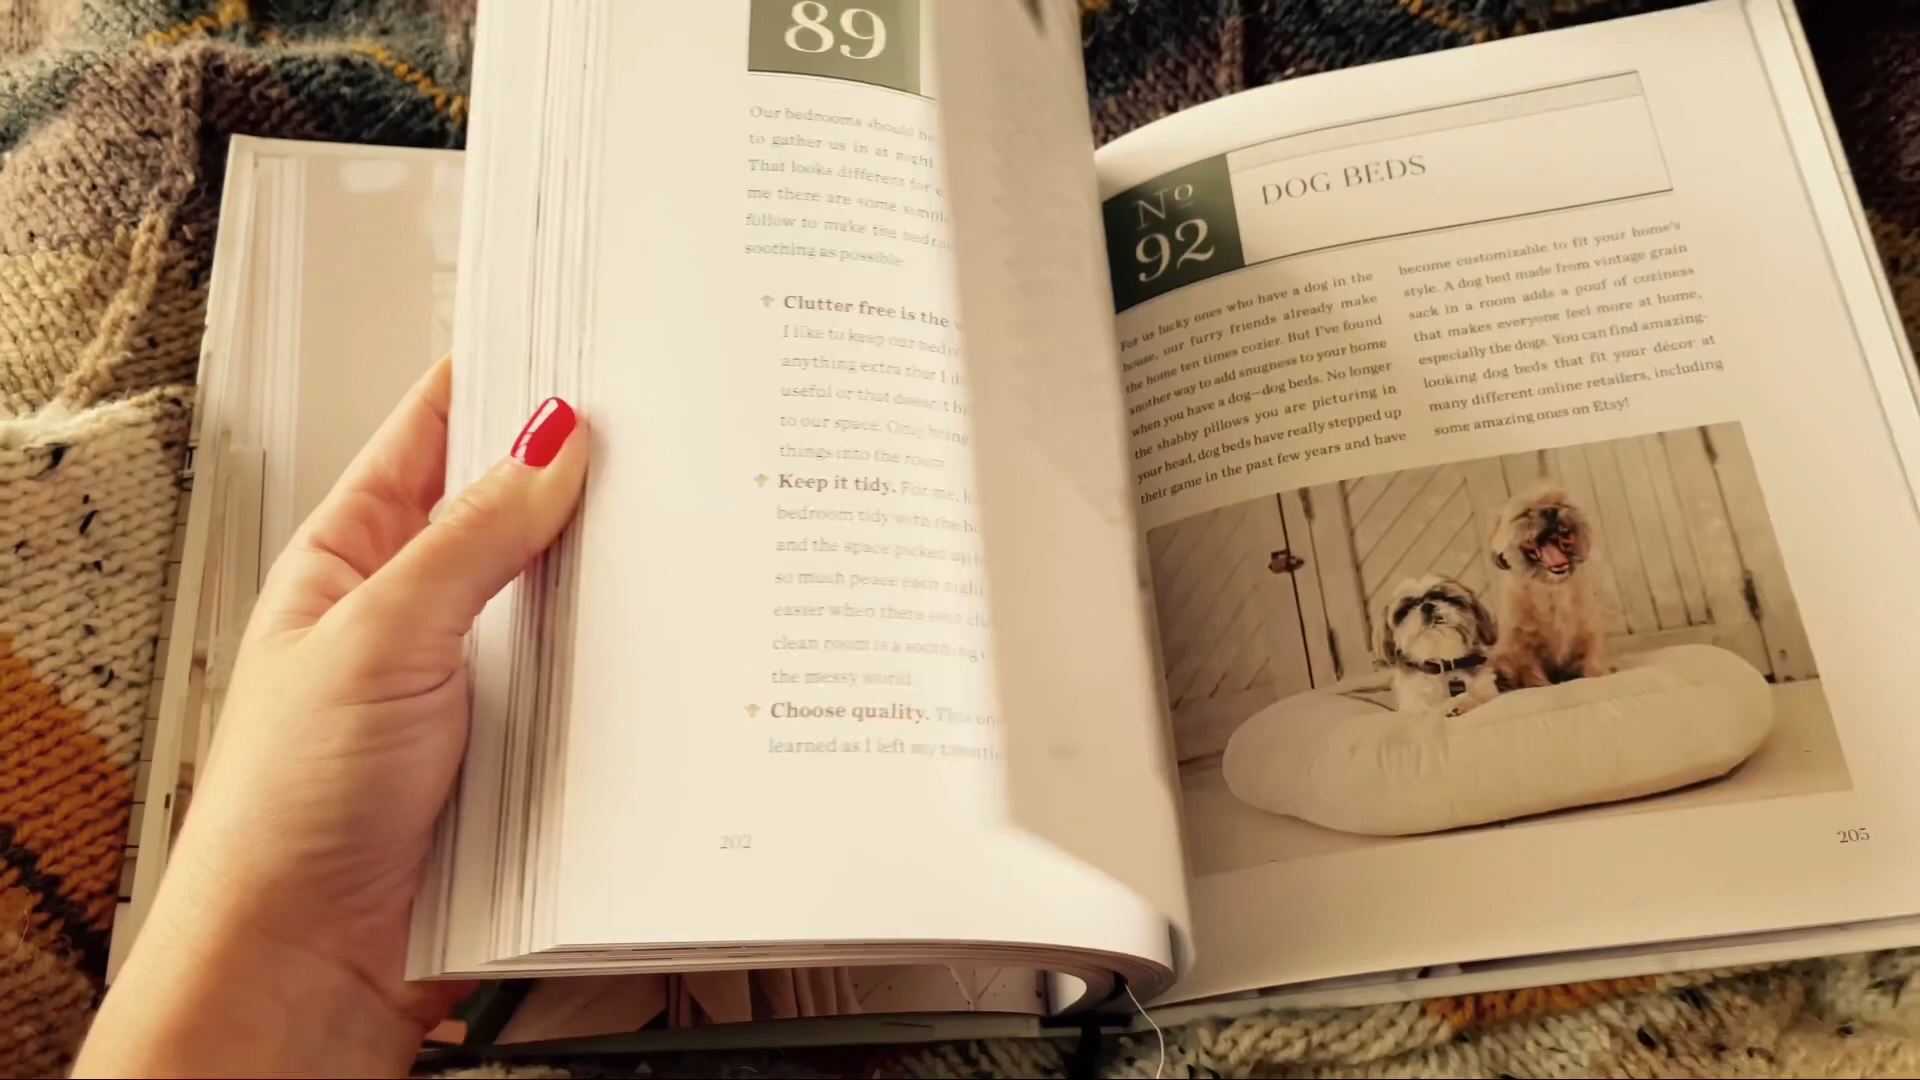 89
Our bedrooms should be
to gather us in at night
That looks different for
me there are some simpl
follow to make the bedro
soothing as possible.
Clutter free is the
I like to keep our bedro
anything extra that I d
useful or that doesn't b
to our space. Only bring
things into the room
Keep it tidy. For me,
bedroom tidy with the b
and the space picked up
so much peace each night
easier when there isn't cl
clean room is a soothing
the messy world.
Choose quality. This on
learned as I left my
202
No
92
DOG BEDS
For us lucky ones who have a dog in the
house, our furry friends already make
the home ten times cozier. But I've found
another way to add snugness to your home
when you have a dog—dog beds. No longer
the shabby pillows you are picturing in
your head, dog beds have really stepped up
their game in the past few years and have
become customizable to fit your home's
style. A dog bed made from vintage grain
sack in a room adds a pouf of coziness
that makes everyone feel more at home,
especially the dogs. You can find amazing-
looking dog beds that fit your décor at
many different online retailers, including
some amazing ones on Etsy!
205